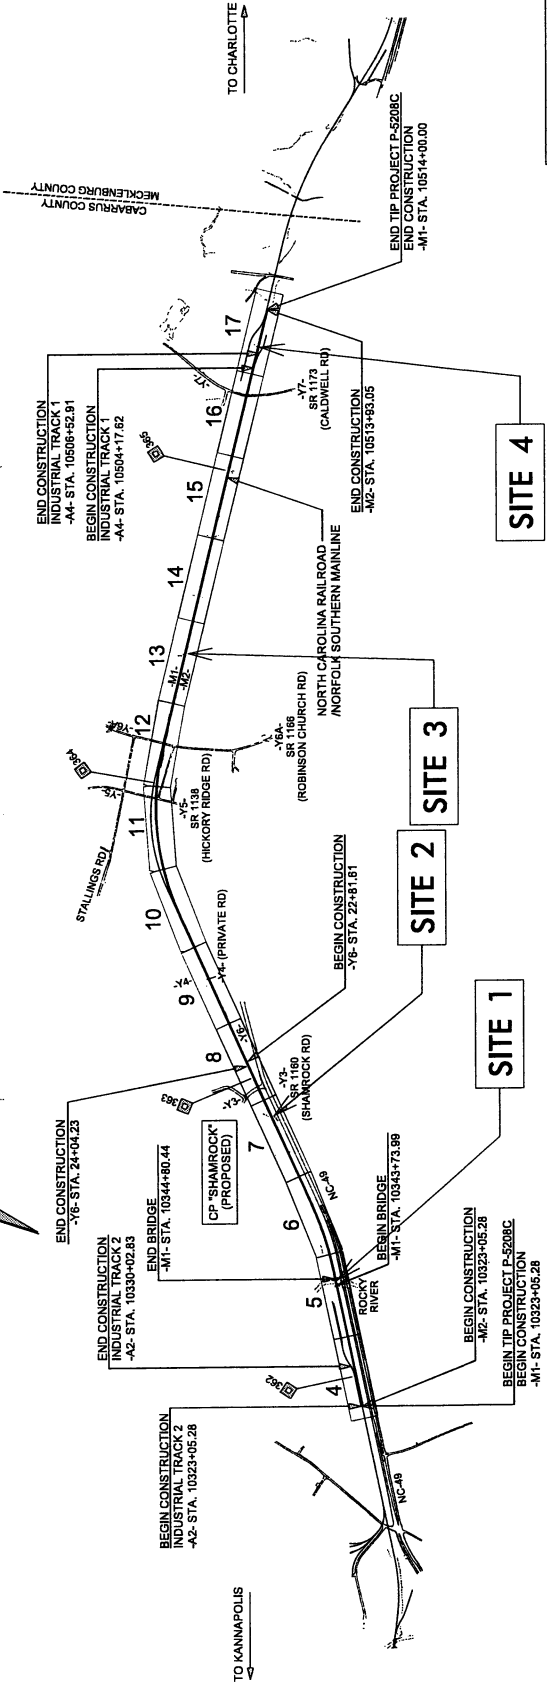 TO KANNAPOLIS
BEGIN CONSTRUCTION
INDUSTRIAL TRACK 2
-A2- STA. 10323+05.28
END CONSTRUCTION
INDUSTRIAL TRACK 2
-A2- STA. 10330+02.83
END CONSTRUCTION
-Y6- STA. 24+04.23
END BRIDGE
-M1- STA. 10344+80.44
CP "SHAMROCK"
(PROPOSED)
362
363
4
5
6
7
8
9
10
11
12
13
14
15
16
17
NC-49
ROCKY
RIVER
NC-49
BEGIN CONSTRUCTION
-M2- STA. 10323+05.28
BEGIN TIP PROJECT P-5208C
BEGIN CONSTRUCTION
-M1- STA. 10323+05.28
BEGIN BRIDGE
-M1- STA. 10343+73.99
SITE 1
-Y3-
-Y3-
SR 1160
(SHAMROCK RD)
-Y6-
BEGIN CONSTRUCTION
-Y6- STA. 22+81.81
SITE 2
-Y4-
-Y4- (PRIVATE RD)
STALLINGS RD
-Y5-
364
-Y6A-
-Y5-
SR 1138
(HICKORY RIDGE RD)
-Y6A-
SR 1166
(ROBINSON CHURCH RD)
-M1-
-M2-
SITE 3
NORTH CAROLINA RAILROAD
/NORFOLK SOUTHERN MAINLINE
365
END CONSTRUCTION
INDUSTRIAL TRACK 1
-A4- STA. 10506+52.91
BEGIN CONSTRUCTION
INDUSTRIAL TRACK 1
-A4- STA. 10504+17.62
-Y7-
-Y7-
SR 1173
(CALDWELL RD)
END CONSTRUCTION
-M2- STA. 10513+93.05
SITE 4
END TIP PROJECT P-5208C
END CONSTRUCTION
-M1- STA. 10514+00.00
CABARRUS COUNTY
MECKLENBURG COUNTY
TO CHARLOTTE